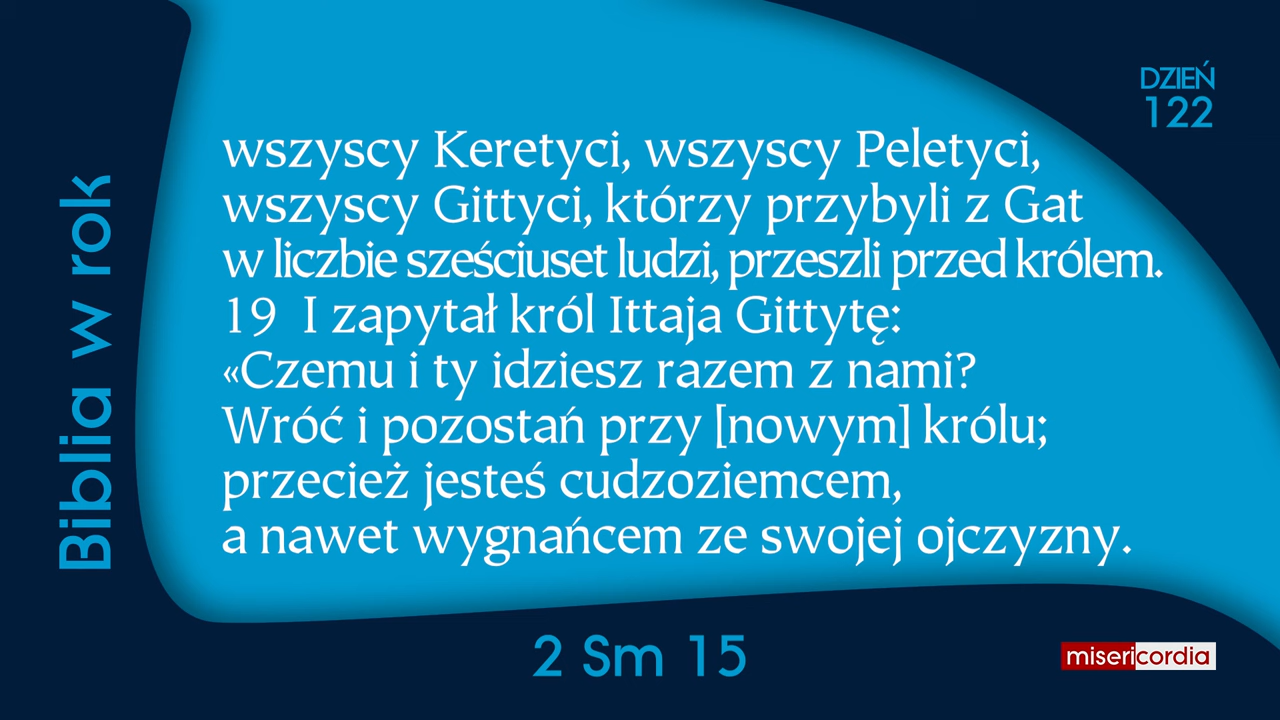 DZIEŃ
122
wszyscy Keretyci, wszyscy Peletyci,
wszyscy Gittyci, którzy przybyli z Gat
w liczbie sześciuset ludzi, przeszli przed królem.
19 I zapytał król Ittaja Gittytę:
«Czemu i ty idziesz razem z nami?
Wróć i pozostań przy [nowym] królu;
przecież jesteś cudzoziemcem,
a nawet wygnańcem ze swojej ojczyzny.
Biblia w rok
2 Sm 15
misericordia